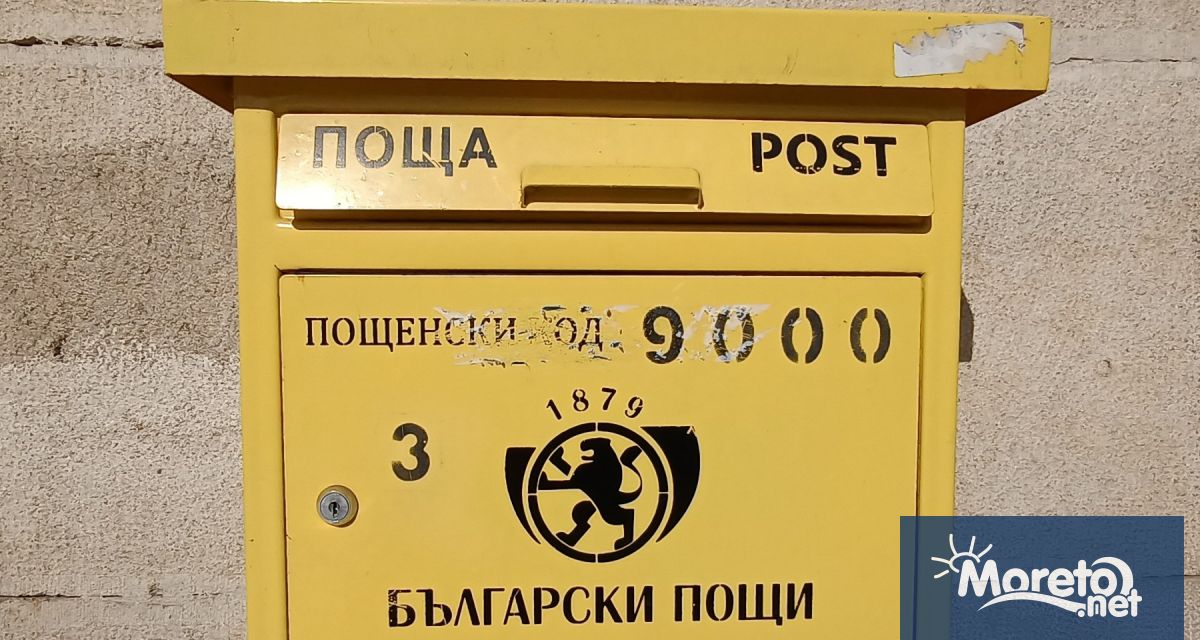 ПОЩА POST
ПОЩЕНСКИ КОД 9000
1879
3
БЪЛГАРСКИ ПОЩИ
Moreto
.net